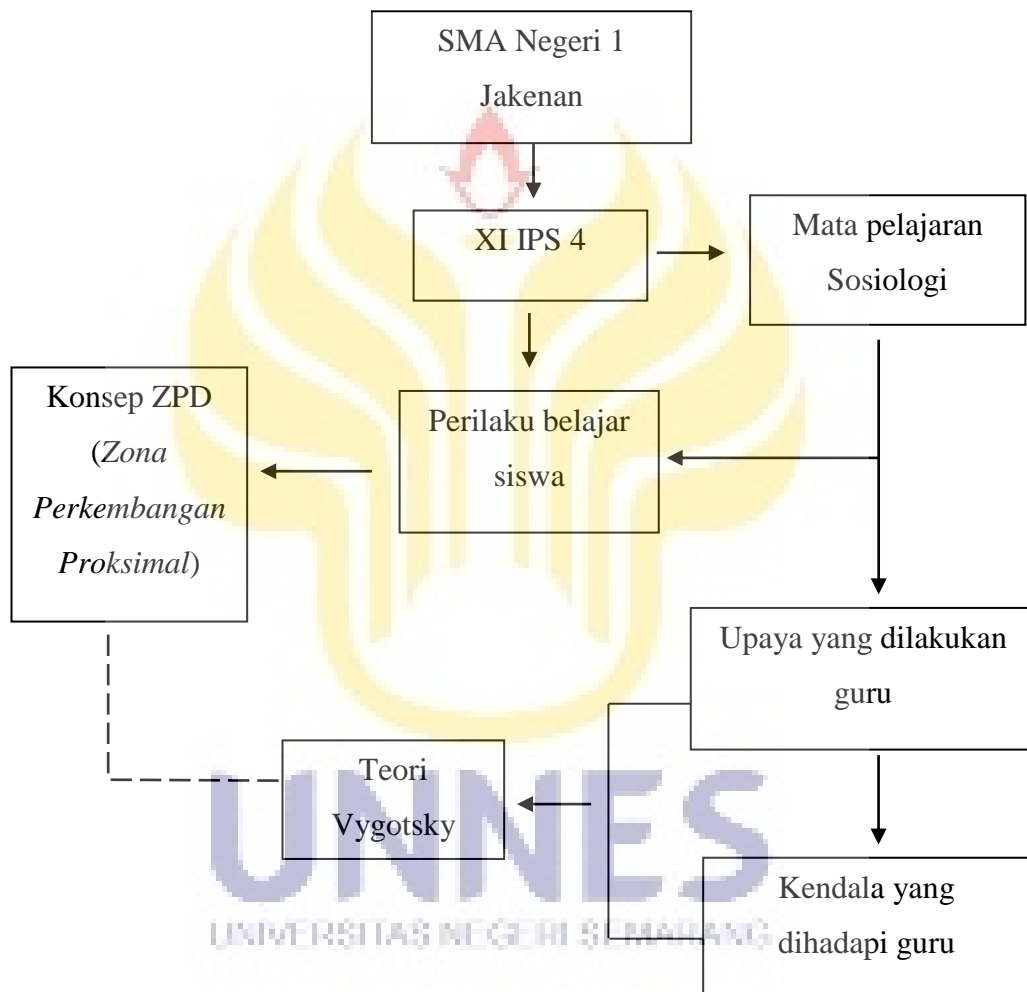 SMA Negeri 1
Jakenan
XI IPS 4
Mata pelajaran
Sosiologi
Konsep ZPD
(Zona
Perkembangan
Proksimal)
Perilaku belajar
siswa
Upaya yang dilakukan
guru
Teori
Vygotsky
Kendala yang
dihadapi guru
UNNES
UNIVERSITAS NEGERI SEMARANG